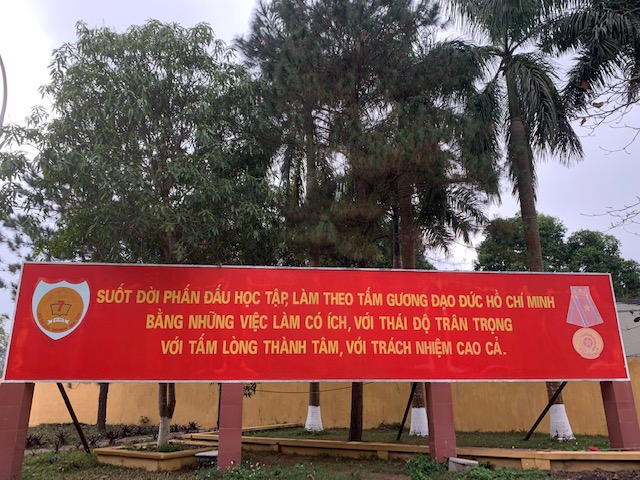 SUỐT ĐỜI PHẤN ĐẤU HỌC TẬP, LÀM THEO TẤM GƯƠNG ĐẠO ĐỨC HỒ CHÍ MINH
BẰNG NHỮNG VIỆC LÀM CÓ ÍCH, VỚI THÁI ĐỘ TRÂN TRỌNG
VỚI TẤM LÒNG THÀNH TÂM, VỚI TRÁCH NHIỆM CAO CẢ.
7